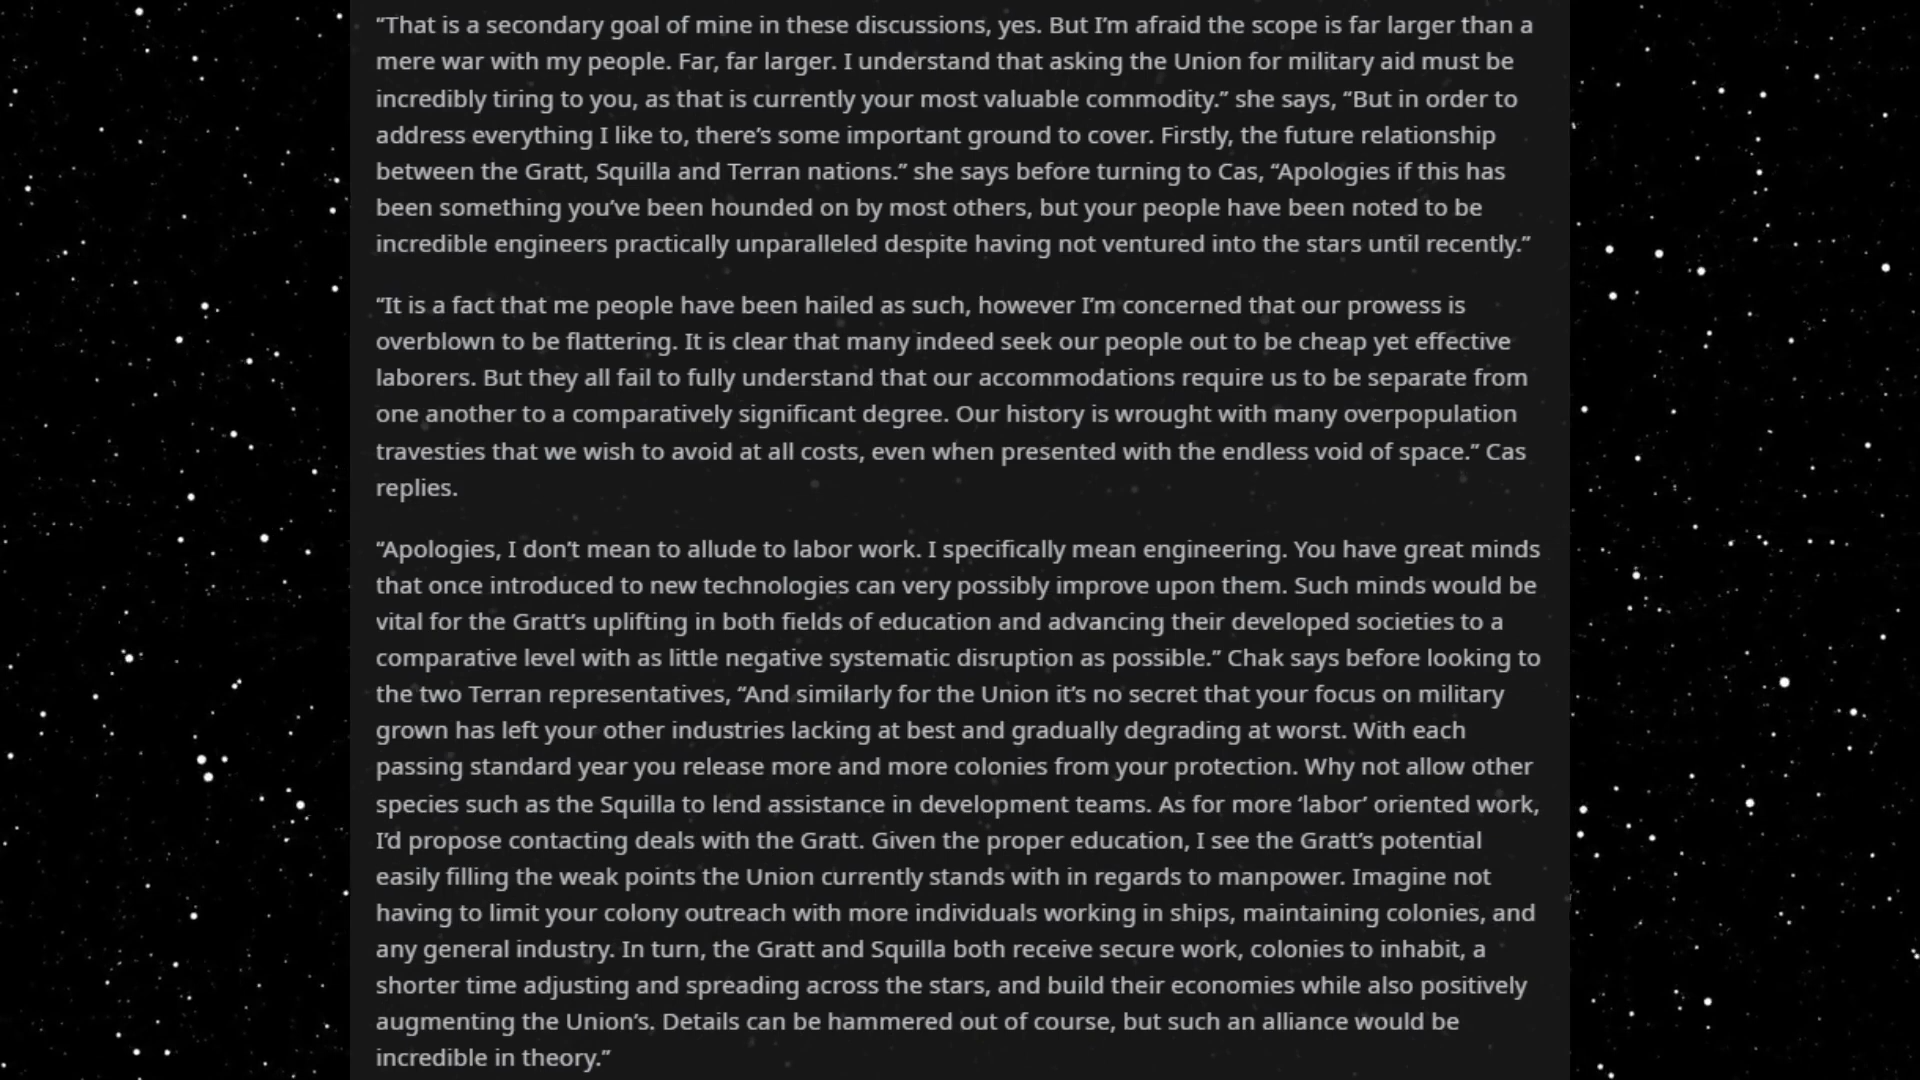 “That is a secondary goal of mine in these discussions, yes. But I’m afraid the scope is far larger than a
mere war with my people. Far, far larger. I understand that asking the Union for military aid must be
incredibly tiring to you, as that is currently your most valuable commodity.” she says, “But in order to
address everything I like to, there’s some important ground to cover. Firstly, the future relationship
between the Gratt, Squilla and Terran nations.” she says before turning to Cas, “Apologies if this has
been something you’ve been hounded on by most others, but your people have been noted to be
incredible engineers practically unparalleled despite having not ventured into the stars until recently.”
“It is a fact that me people have been hailed as such, however I’m concerned that our prowess is
overblown to be flattering. It is clear that many indeed seek our people out to be cheap yet effective
laborers. But they all fail to fully understand that our accommodations require us to be separate from
one another to a comparatively significant degree. Our history is wrought with many overpopulation
travesties that we wish to avoid at all costs, even when presented with the endless void of space.” Cas
replies.
“Apologies, I don’t mean to allude to labor work. I specifically mean engineering. You have great minds
that once introduced to new technologies can very possibly improve upon them. Such minds would be
vital for the Gratt’s uplifting in both fields of education and advancing their developed societies to a
comparative level with as little negative systematic disruption as possible.” Chak says before looking to
the two Terran representatives, “And similarly for the Union it’s no secret that your focus on military
grown has left your other industries lacking at best and gradually degrading at worst. With each
passing standard year you release more and more colonies from your protection. Why not allow other
species such as the Squilla to lend assistance in development teams. As for more ‘labor’ oriented work,
I’d propose contacting deals with the Gratt. Given the proper education, I see the Gratt’s potential
easily filling the weak points the Union currently stands with in regards to manpower. Imagine not
having to limit your colony outreach with more individuals working in ships, maintaining colonies, and
any general industry. In turn, the Gratt and Squilla both receive secure work, colonies to inhabit, a
shorter time adjusting and spreading across the stars, and build their economies while also positively
augmenting the Union’s. Details can be hammered out of course, but such an alliance would be
incredible in theory.”